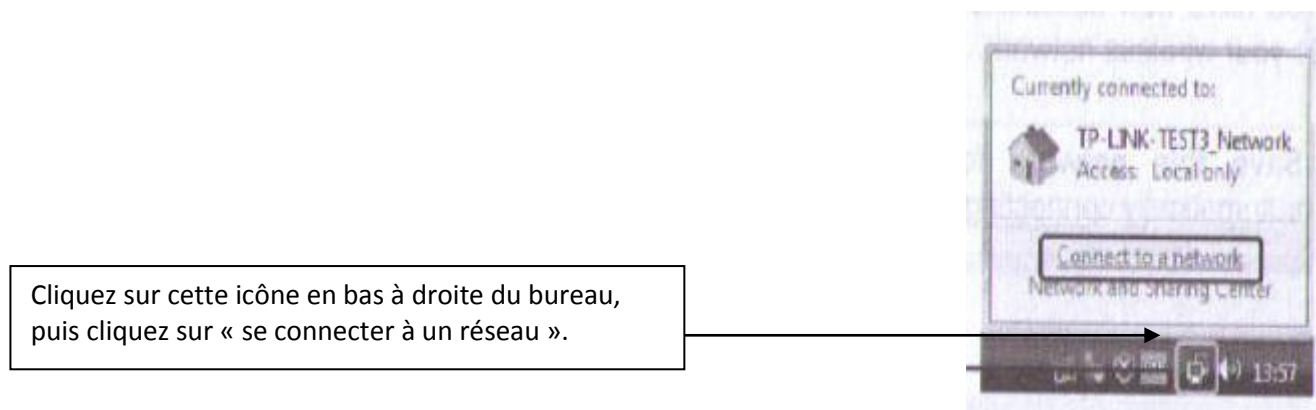 Currently connected to:
TP-LINK-TEST3_Network
Access: Local only
Connect to a network
Network and Sharing Center
Cliquez sur cette icône en bas à droite du bureau,
puis cliquez sur « se connecter à un réseau ».
13:57